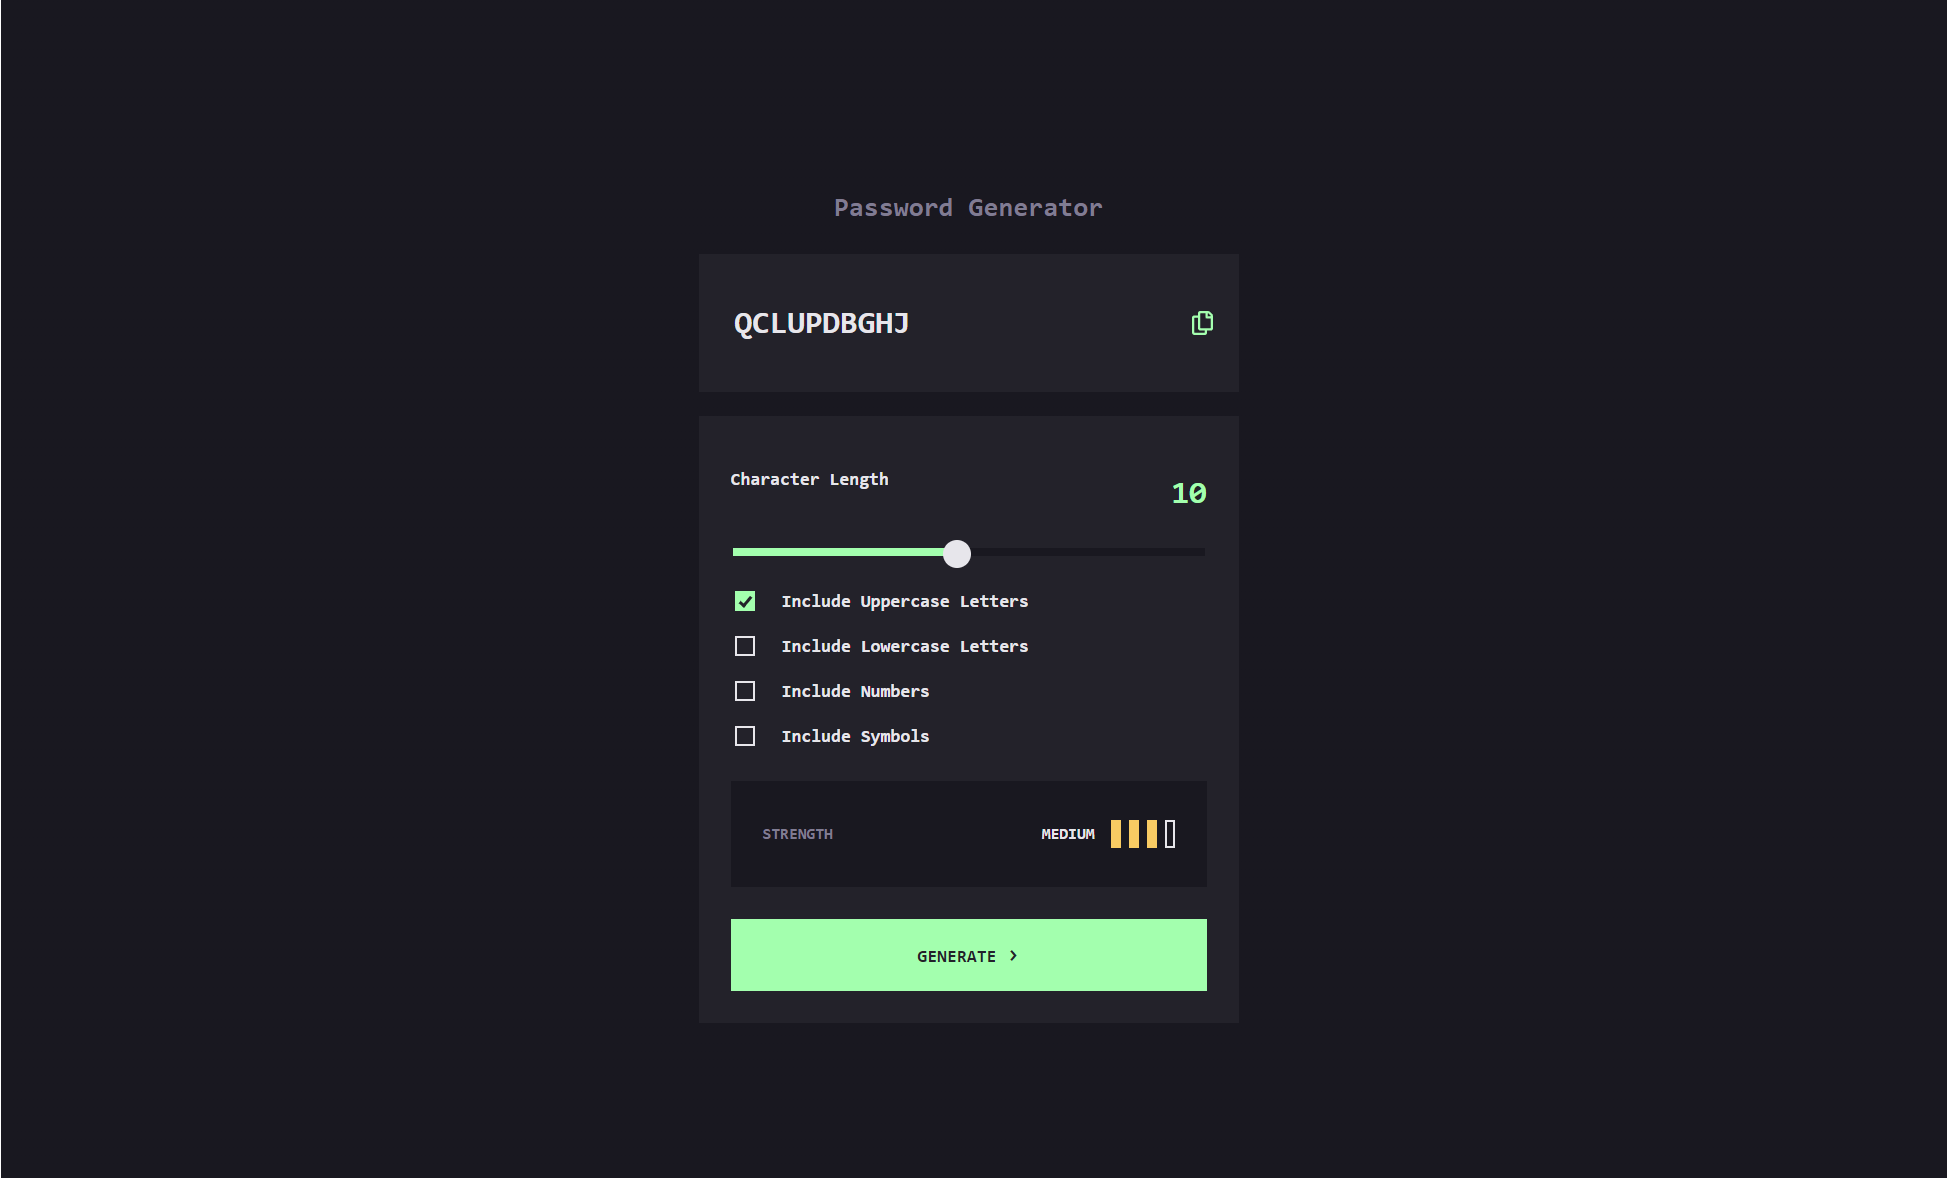 Password Generator
QCLUPDBGHJ
Character Length
10
Include Uppercase Letters
Include Lowercase Letters
Include Numbers
Include Symbols
STRENGTH
MEDIUM
GENERATE